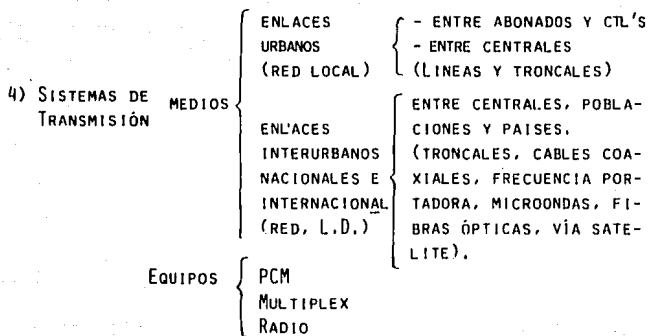 4) SISTEMAS DE
TRANSMISIÓN
MEDIOS
ENLACES
URBANOS
(RED LOCAL)
- ENTRE ABONADOS Y CTL'S
- ENTRE CENTRALES
(LINEAS Y TRONCALES)
ENLACES
INTERURBANOS
NACIONALES E
INTERNACIONAL
(RED, L.D.)
ENTRE CENTRALES, POBLA-
CIONES Y PAISES.
(TRONCALES, CABLES COA-
XIALES, FRECUENCIA POR-
TADORA, MICROONDAS, FI-
BRAS ÓPTICAS, VÍA SATE-
LITE).
EQUIPOS
PCM
MULTIPLEX
RADIO